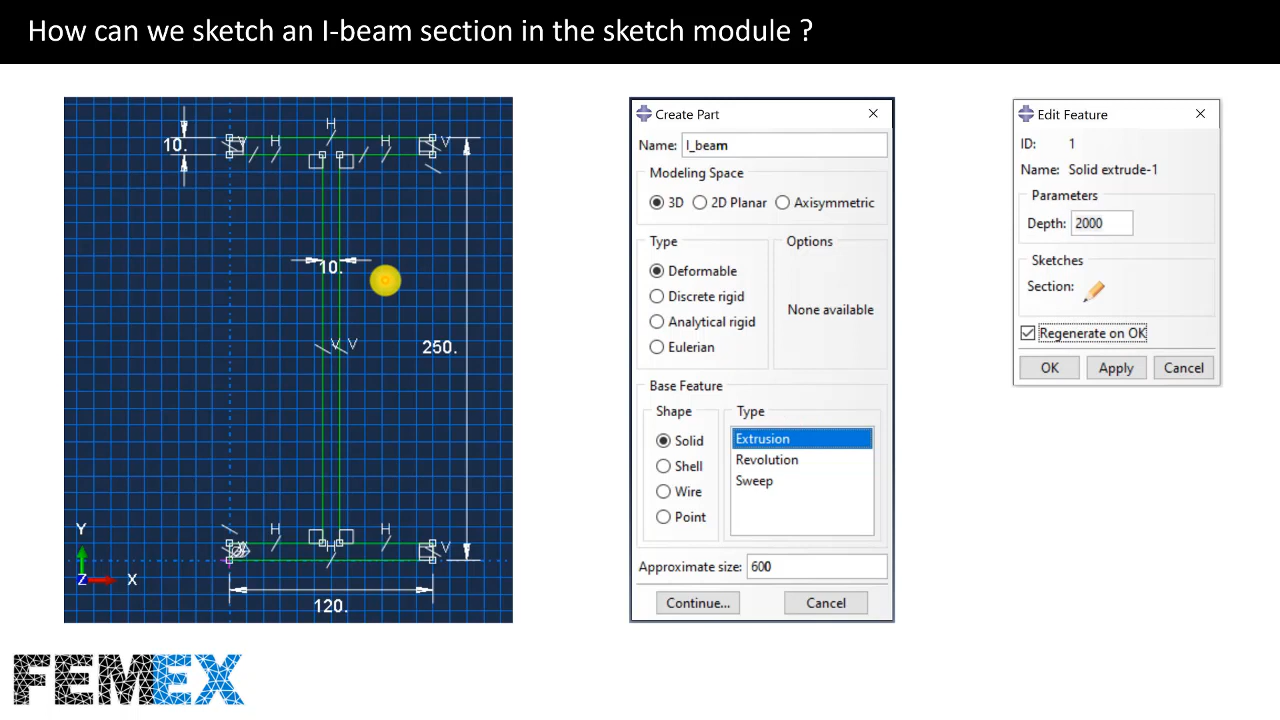 How can we sketch an I-beam section in the sketch module ?
H
10.
Y
H
H
V
10.
V
V
250.
H
H
V
H
120.
Y
Z
X
Create Part
Name: I_beam
Modeling Space
3D 2D Planar Axisymmetric
Type
Deformable
Discrete rigid
Analytical rigid
Eulerian
Options
None available
Base Feature
Shape
Solid
Shell
Wire
Point
Type
Extrusion
Revolution
Sweep
Approximate size: 600
Continue... Cancel
Edit Feature
ID: 1
Name: Solid extrude-1
Parameters
Depth: 2000
Sketches
Section:
Regenerate on OK
OK Apply Cancel
FEMEX